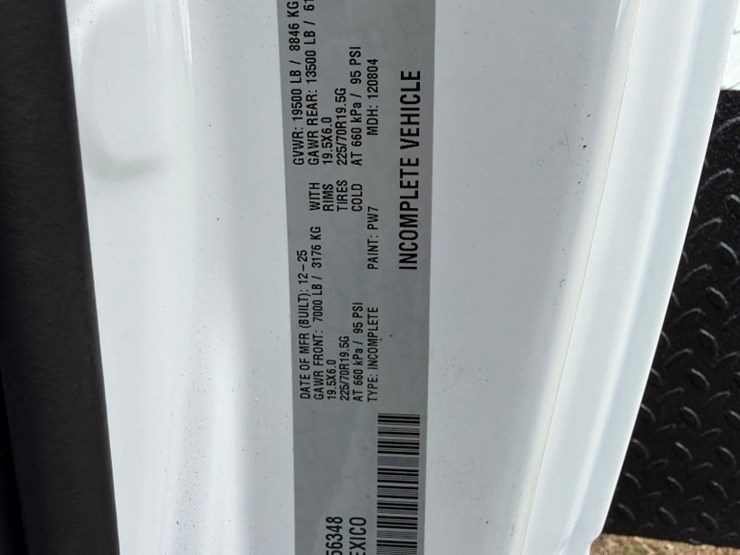 DATE OF MFR (BUILT): 12-25 GVWR: 19500 LB / 8846 KG
GAWR FRONT: 7000 LB / 3176 KG WITH GAWR REAR: 13500 LB / 61
19.5X6.0 RIMS 19.5X6.0
225/70R19.5G TIRES 225/70R19.5G
AT 660 kPa / 95 PSI COLD AT 660 kPa / 95 PSI
TYPE: INCOMPLETE PAINT: PW7 MDH: 120804
56348
EXICO INCOMPLETE VEHICLE